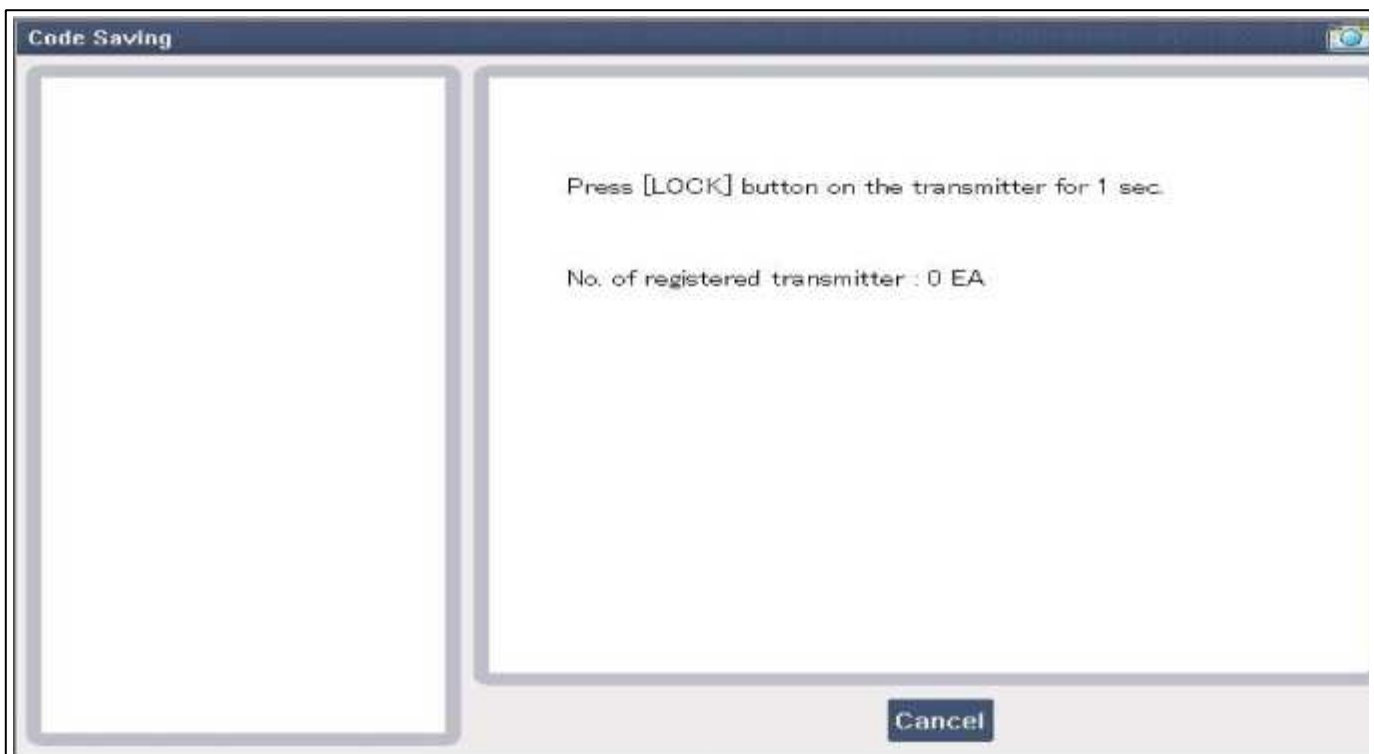 Code Saving
Press [LOCK] button on the transmitter for 1 sec.
No. of registered transmitter : 0 EA
Cancel